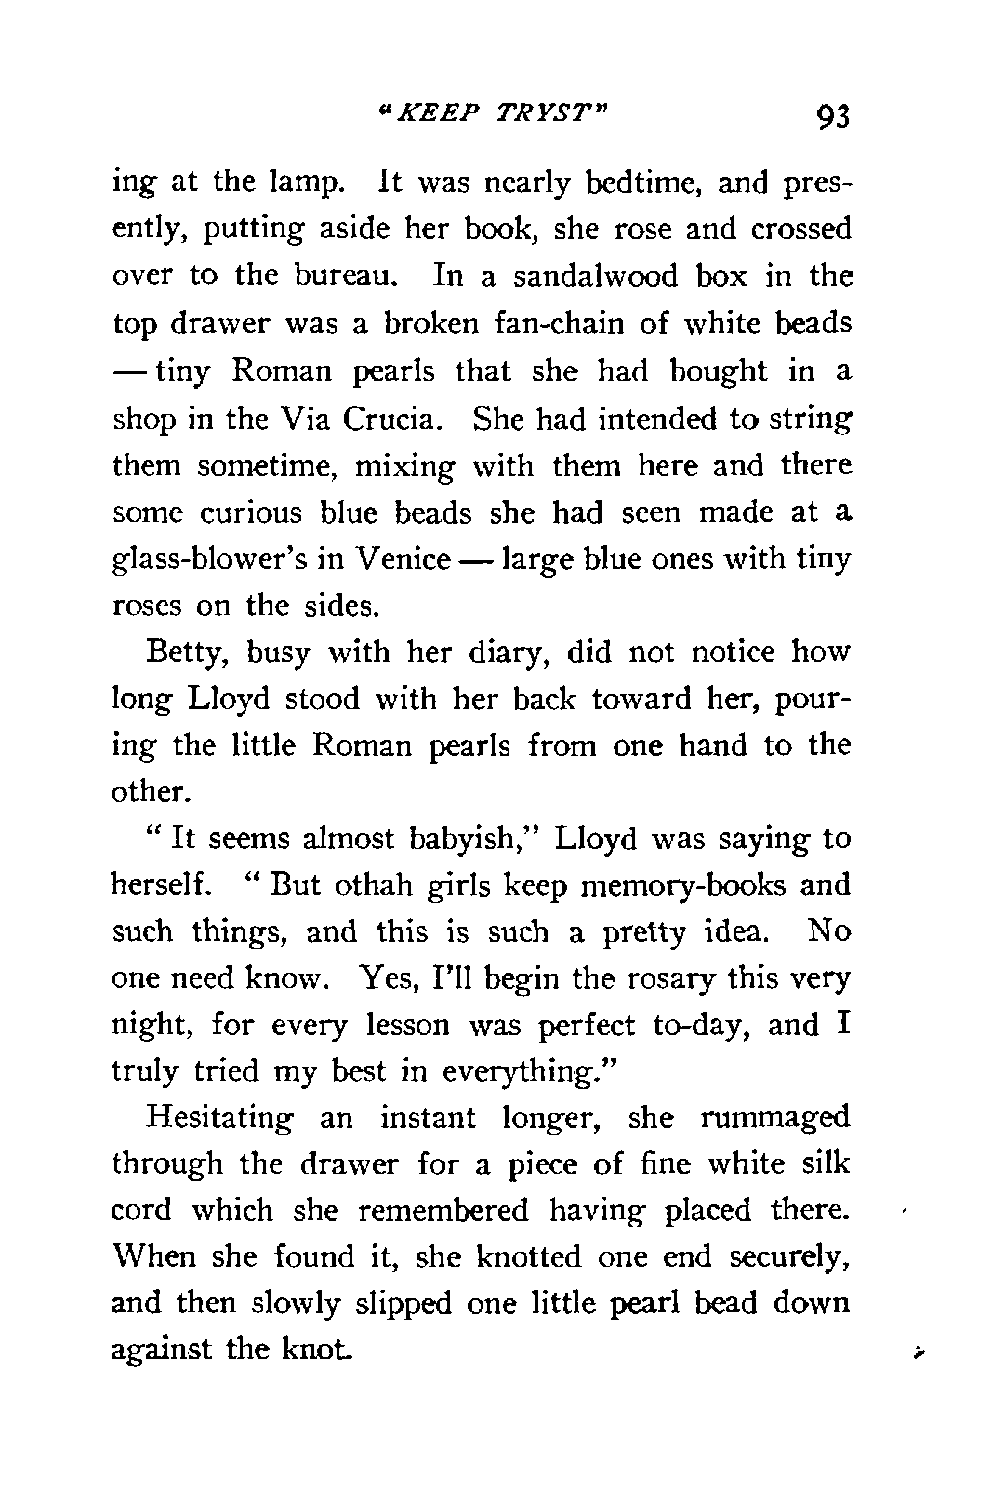 "KEEP TRYST" 93
ing at the lamp. It was nearly bedtime, and pres-
ently, putting aside her book, she rose and crossed
over to the bureau. In a sandalwood box in the
top drawer was a broken fan-chain of white beads
— tiny Roman pearls that she had bought in a
shop in the Via Crucia. She had intended to string
them sometime, mixing with them here and there
some curious blue beads she had seen made at a
glass-blower's in Venice — large blue ones with tiny
roses on the sides.
Betty, busy with her diary, did not notice how
long Lloyd stood with her back toward her, pour-
ing the little Roman pearls from one hand to the
other.
" It seems almost babyish," Lloyd was saying to
herself. " But othah girls keep memory-books and
such things, and this is such a pretty idea. No
one need know. Yes, I'll begin the rosary this very
night, for every lesson was perfect to-day, and I
truly tried my best in everything."
Hesitating an instant longer, she rummaged
through the drawer for a piece of fine white silk
cord which she remembered having placed there.
When she found it, she knotted one end securely,
and then slowly slipped one little pearl bead down
against the knot.